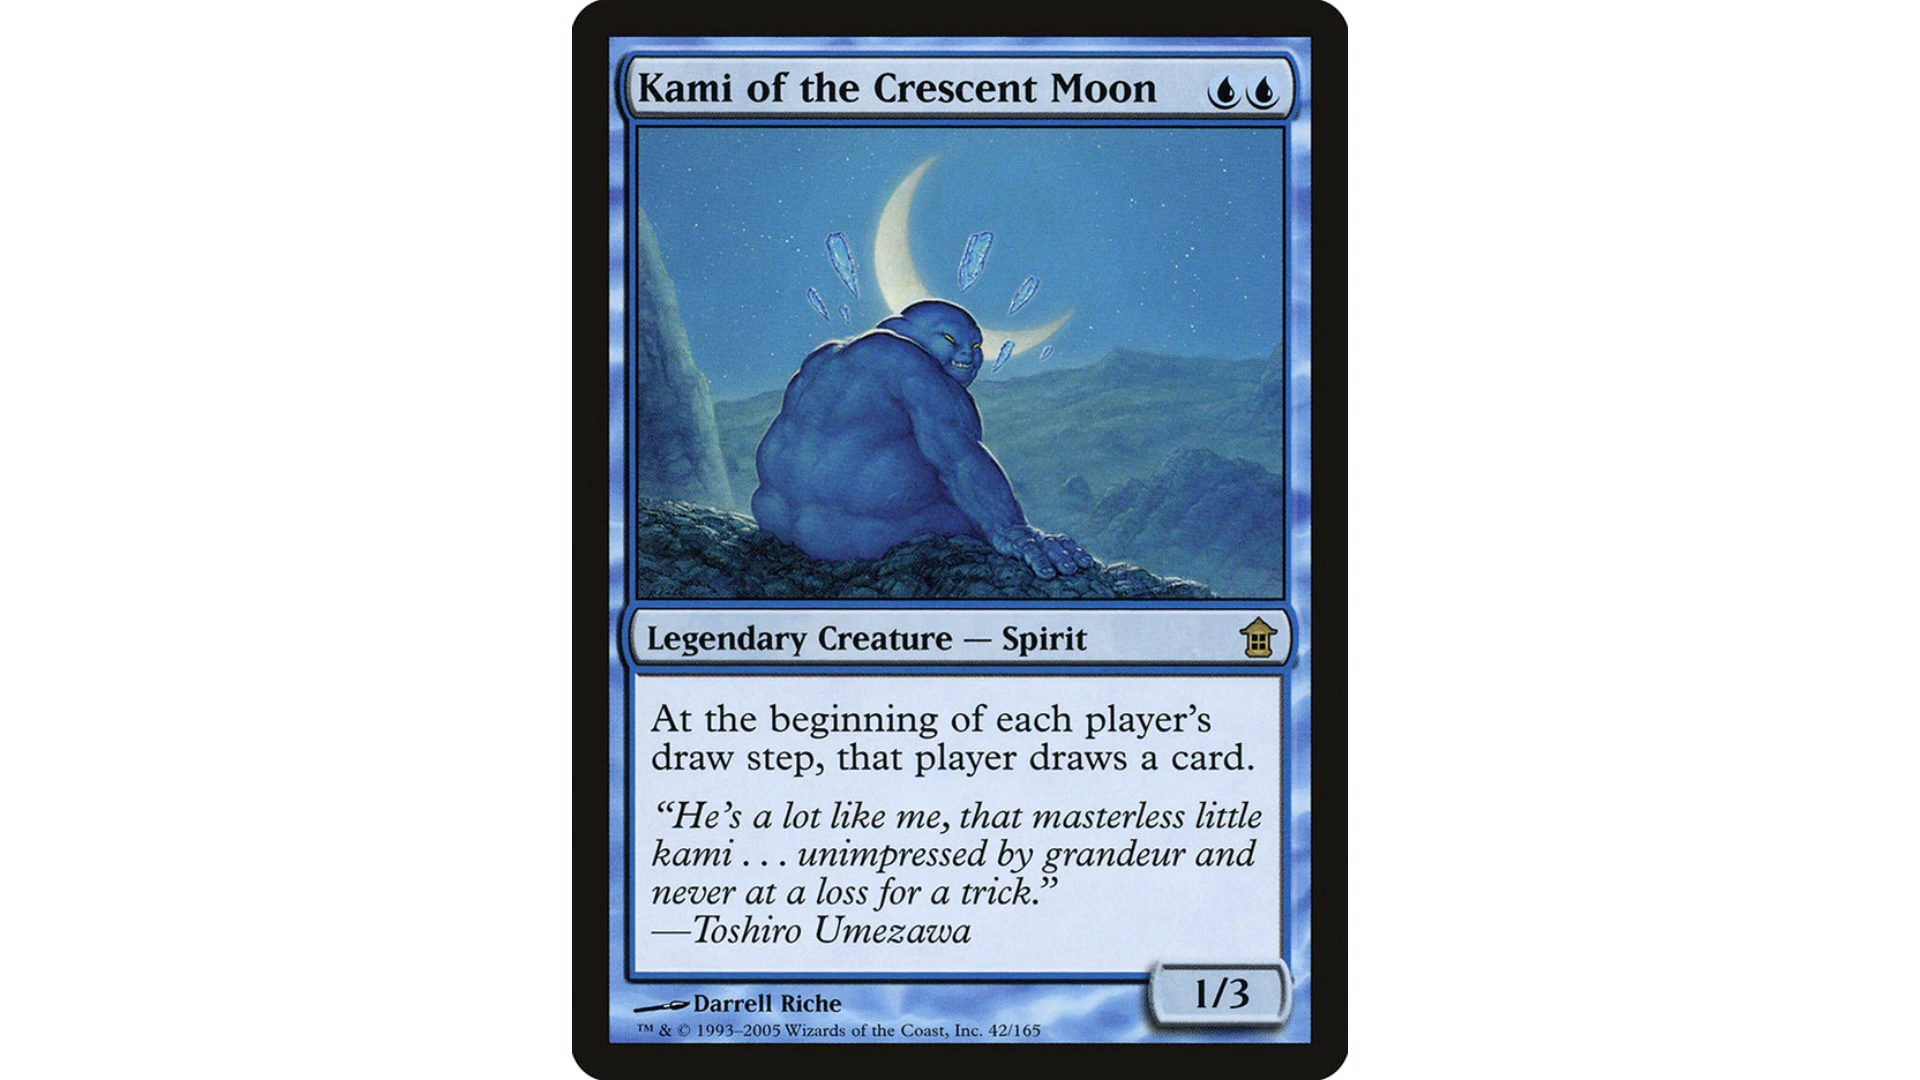 Kami of the Crescent Moon
Legendary Creature — Spirit
At the beginning of each player's
draw step, that player draws a card.
“He's a lot like me, that masterless little
kami . . . unimpressed by grandeur and
never at a loss for a trick.”
—Toshiro Umezawa
1/3
Darrell Riche
™ & © 1993–2005 Wizards of the Coast, Inc. 42/165